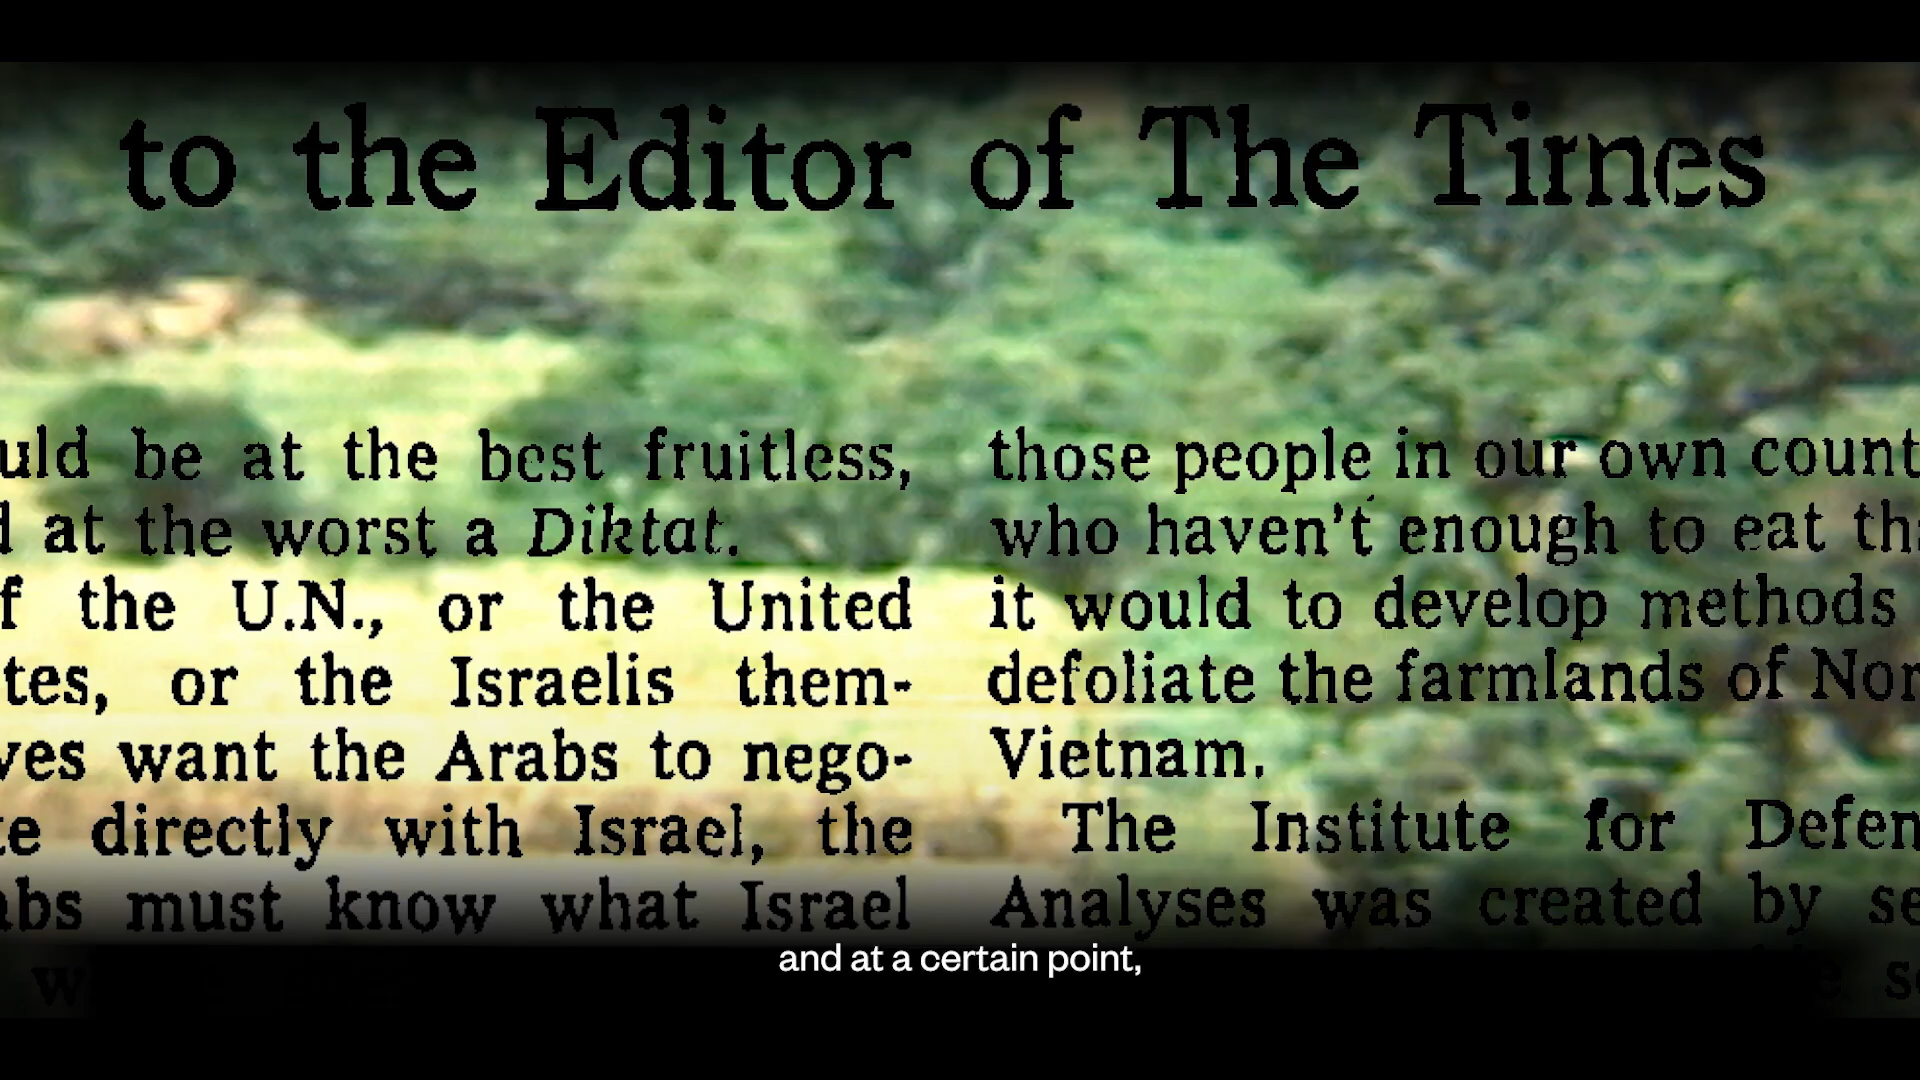 to the Editor of The Times
uld be at the best fruitless,
d at the worst a Diktat.
f the U.N., or the United
tes, or the Israelis them-
ves want the Arabs to nego-
te directly with Israel, the
abs must know what Israel
w
those people in our own count
who haven't enough to eat tha
it would to develop methods
defoliate the farmlands of Nor
Vietnam.
The Institute for Defen
Analyses was created by se
and at a certain point,